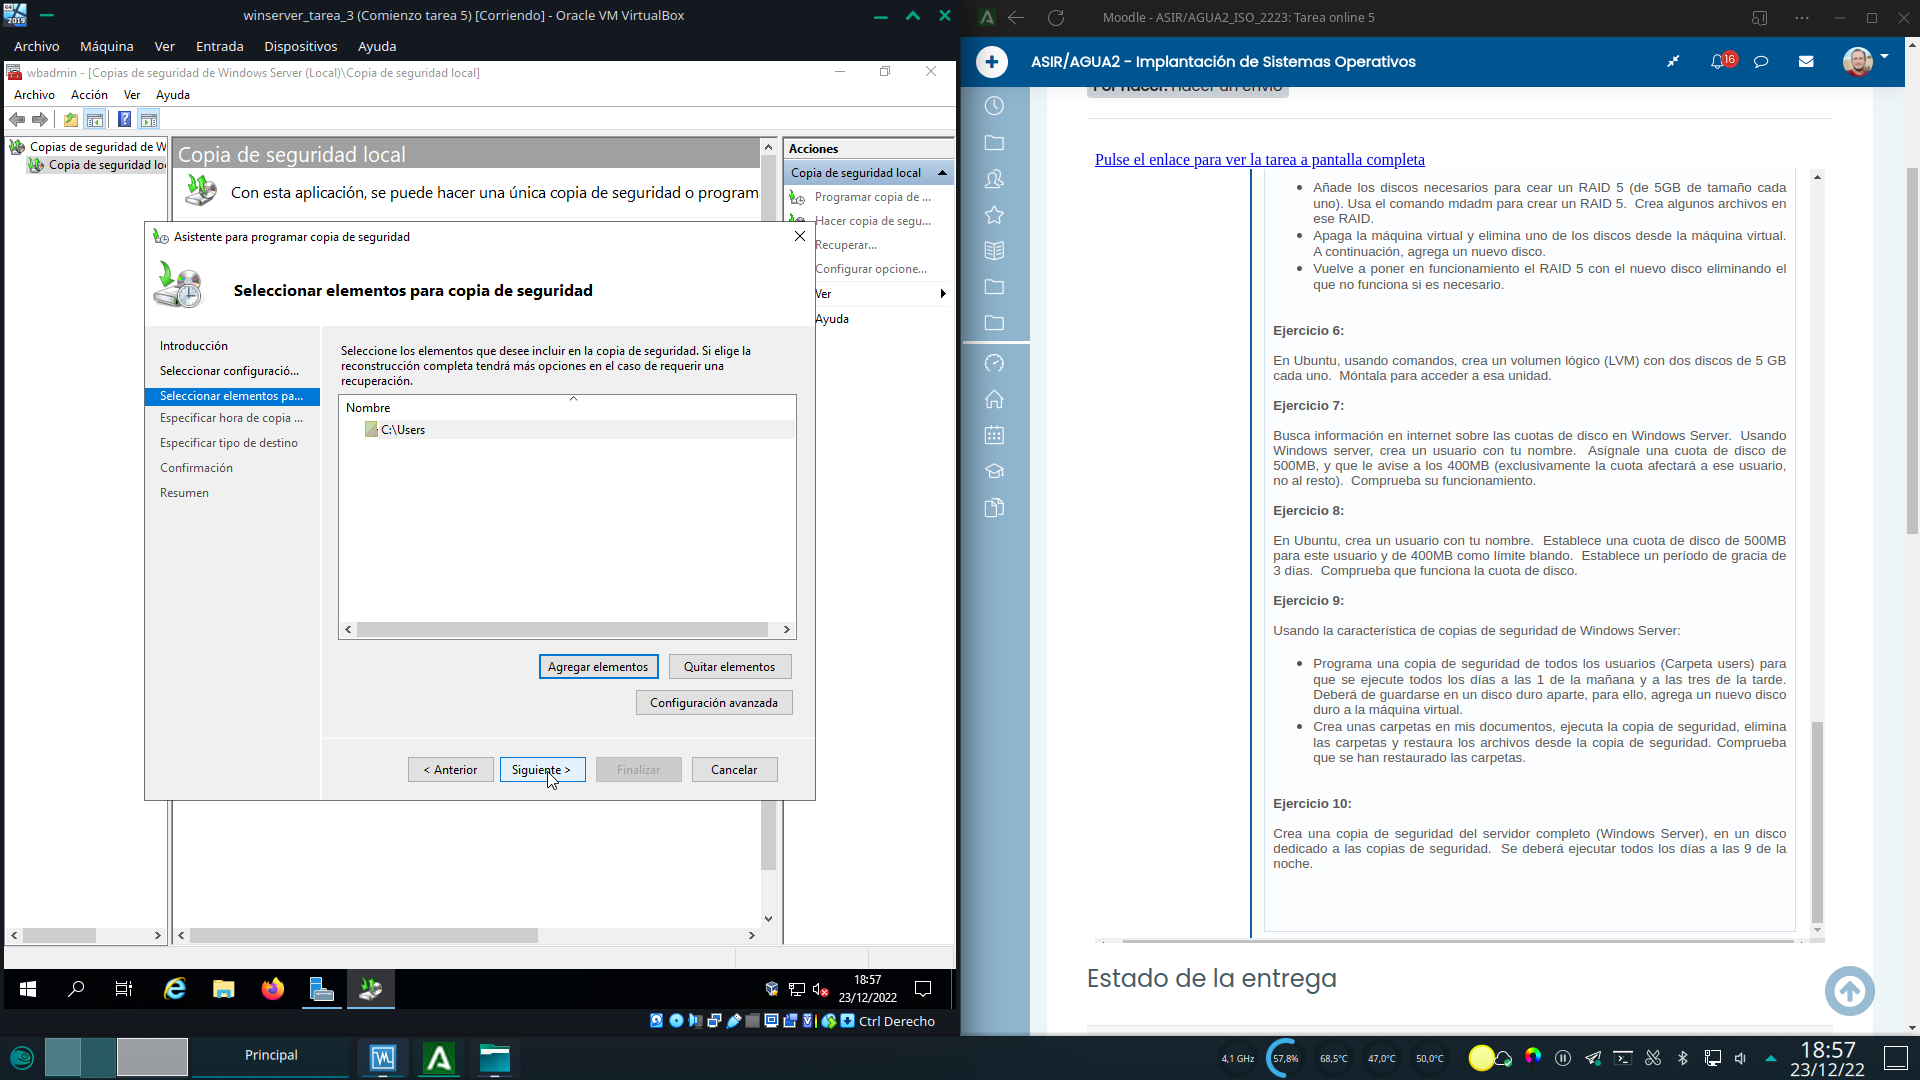 winserver_tarea_3 (Comienzo tarea 5) [Corriendo] - Oracle VM VirtualBox
Archivo Máquina Ver Entrada Dispositivos Ayuda
wbadmin - [Copias de seguridad de Windows Server (Local)\Copia de seguridad local]
Archivo Acción Ver Ayuda
Copias de seguridad de W
Copia de seguridad lo
Copia de seguridad local
Con esta aplicación, se puede hacer una única copia de seguridad o program
Acciones
Copia de seguridad local
Programar copia de ...
Hacer copia de segu...
Recuperar...
Configurar opcione...
Ver
Ayuda
Asistente para programar copia de seguridad
Seleccionar elementos para copia de seguridad
Introducción
Seleccionar configuració...
Seleccionar elementos pa...
Especificar hora de copia ...
Especificar tipo de destino
Confirmación
Resumen
Seleccione los elementos que desee incluir en la copia de seguridad. Si elige la
reconstrucción completa tendrá más opciones en el caso de requerir una
recuperación.
Nombre
C:\Users
Agregar elementos
Quitar elementos
Configuración avanzada
< Anterior
Siguiente >
Finalizar
Cancelar
18:57
23/12/2022
Ctrl Derecho
Moodle - ASIR/AGUA2_ISO_2223: Tarea online 5
ASIR/AGUA2 - Implantación de Sistemas Operativos
16
Por hacer: Hacer un envío
Pulse el enlace para ver la tarea a pantalla completa
• Añade los discos necesarios para cear un RAID 5 (de 5GB de tamaño cada
uno). Usa el comando mdadm para crear un RAID 5. Crea algunos archivos en
ese RAID.
• Apaga la máquina virtual y elimina uno de los discos desde la máquina virtual.
A continuación, agrega un nuevo disco.
• Vuelve a poner en funcionamiento el RAID 5 con el nuevo disco eliminando el
que no funciona si es necesario.
Ejercicio 6:
En Ubuntu, usando comandos, crea un volumen lógico (LVM) con dos discos de 5 GB
cada uno. Móntala para acceder a esa unidad.
Ejercicio 7:
Busca información en internet sobre las cuotas de disco en Windows Server. Usando
Windows server, crea un usuario con tu nombre. Asígnale una cuota de disco de
500MB, y que le avise a los 400MB (exclusivamente la cuota afectará a ese usuario,
no al resto). Comprueba su funcionamiento.
Ejercicio 8:
En Ubuntu, crea un usuario con tu nombre. Establece una cuota de disco de 500MB
para este usuario y de 400MB como límite blando. Establece un período de gracia de
3 días. Comprueba que funciona la cuota de disco.
Ejercicio 9:
Usando la característica de copias de seguridad de Windows Server:
• Programa una copia de seguridad de todos los usuarios (Carpeta users) para
que se ejecute todos los días a las 1 de la mañana y a las tres de la tarde.
Deberá de guardarse en un disco duro aparte, para ello, agrega un nuevo disco
duro a la máquina virtual.
• Crea unas carpetas en mis documentos, ejecuta la copia de seguridad, elimina
las carpetas y restaura los archivos desde la copia de seguridad. Comprueba
que se han restaurado las carpetas.
Ejercicio 10:
Crea una copia de seguridad del servidor completo (Windows Server), en un disco
dedicado a las copias de seguridad. Se deberá ejecutar todos los días a las 9 de la
noche.
Estado de la entrega
Principal
4,1 GHz
57,8%
68,5°C
47,0°C
50,0°C
18:57
23/12/22